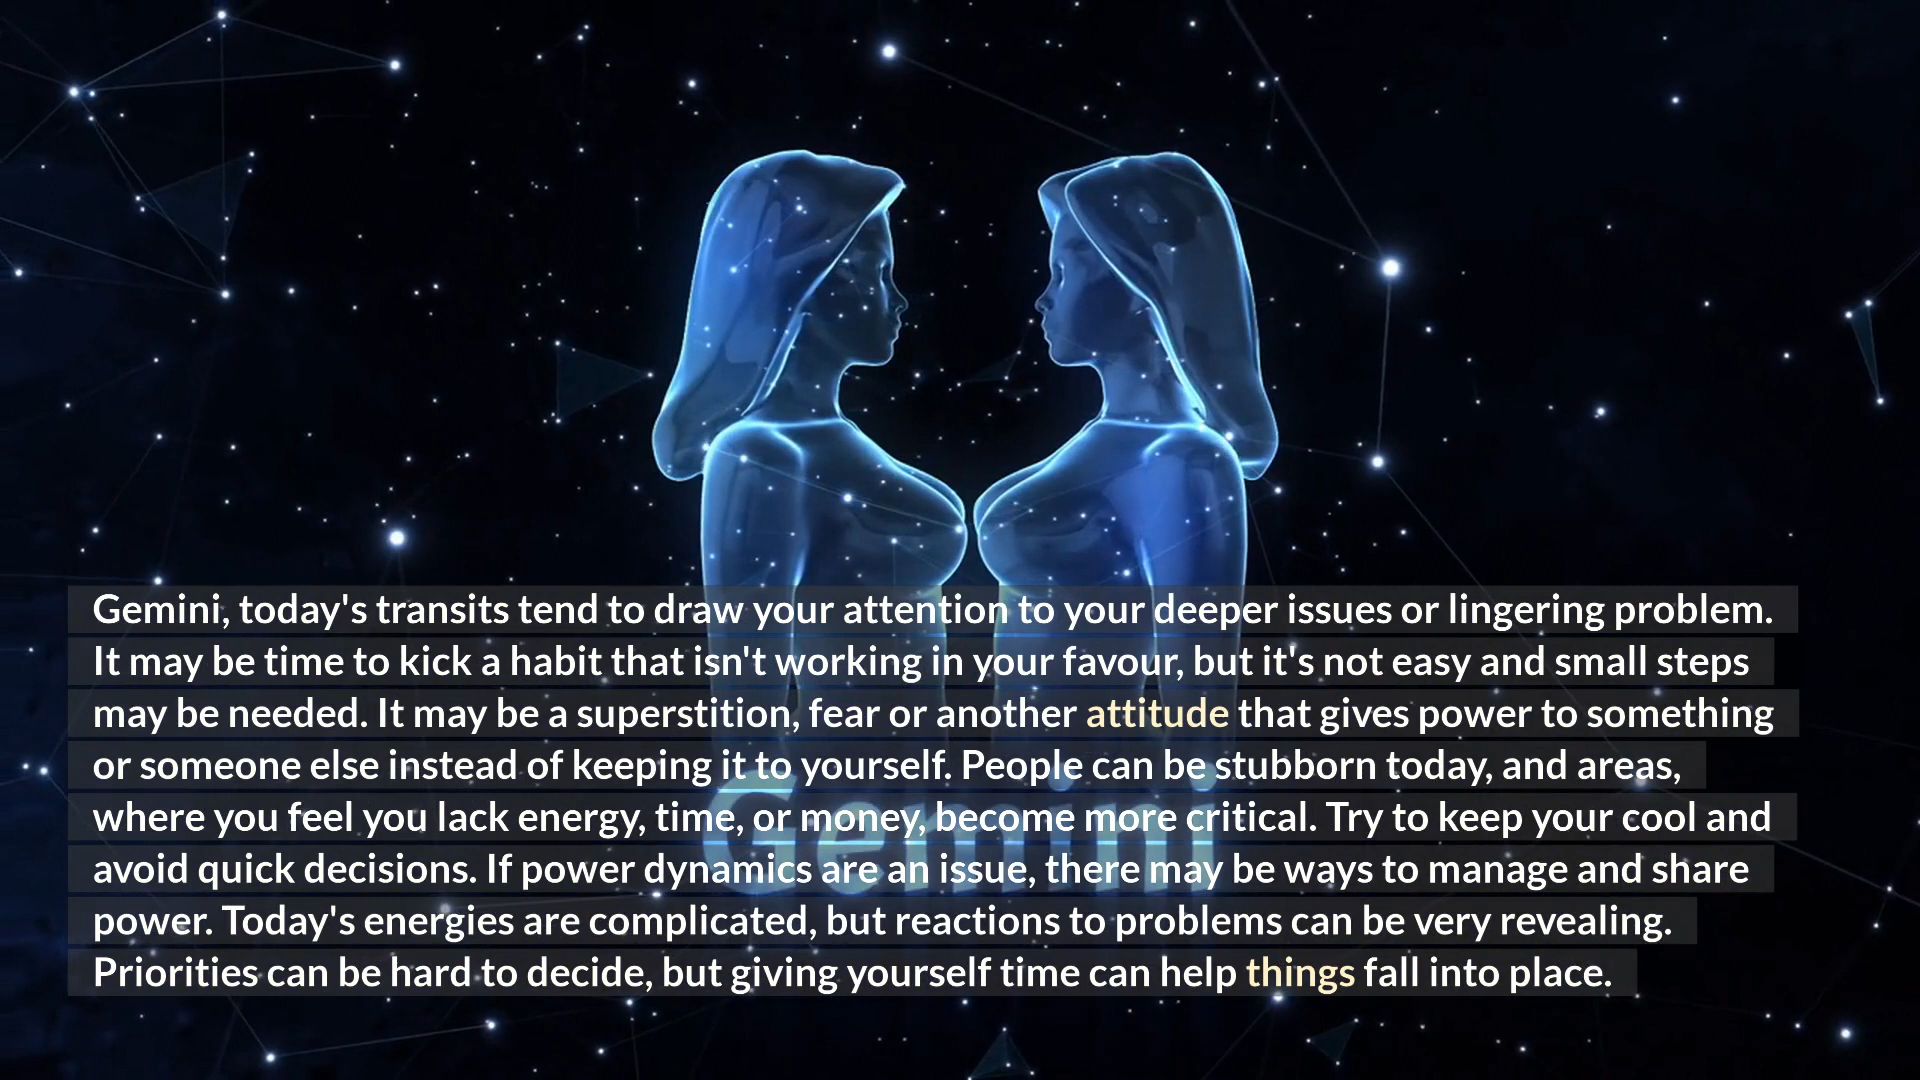 Gemini, today's transits tend to draw your attention to your deeper issues or lingering problem.
It may be time to kick a habit that isn't working in your favour, but it's not easy and small steps
may be needed. It may be a superstition, fear or another attitude that gives power to something
or someone else instead of keeping it to yourself. People can be stubborn today, and areas,
where you feel you lack energy, time, or money, become more critical. Try to keep your cool and
avoid quick decisions. If power dynamics are an issue, there may be ways to manage and share
power. Today's energies are complicated, but reactions to problems can be very revealing.
Priorities can be hard to decide, but giving yourself time can help things fall into place.
Gemini